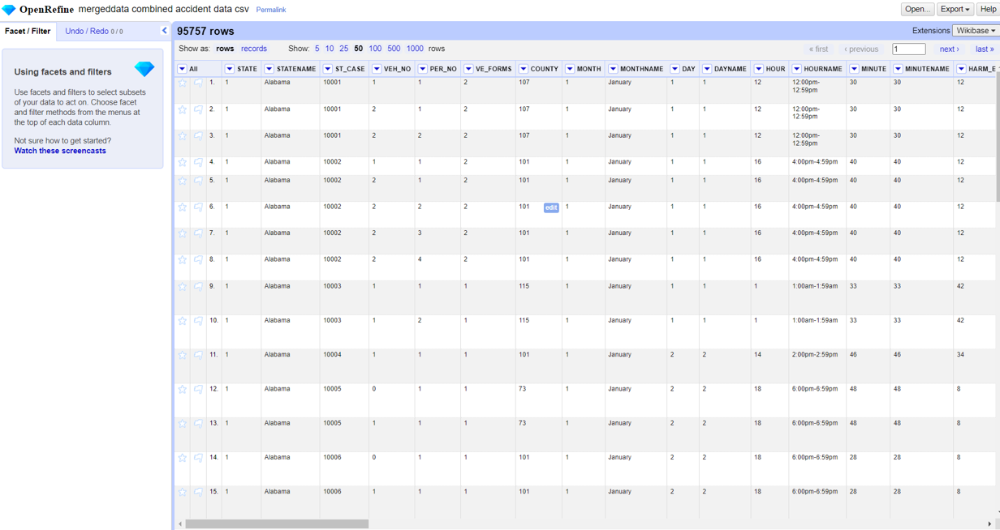 OpenRefine mergeddata combined accident data csv Permalink Open... Export Help
Facet / Filter Undo / Redo 0 / 0 95757 rows Extensions Wikibase
Show as: rows records Show: 5 10 25 50 100 500 1000 rows « first ‹ previous 1 next › last »
Using facets and filters
Use facets and filters to select subsets
of your data to act on. Choose facet
and filter methods from the menus at
the top of each data column.
Not sure how to get started?
Watch these screencasts
All STATE STATENAME ST_CASE VEH_NO PER_NO VE_FORMS COUNTY MONTH MONTHNAME DAY DAYNAME HOUR HOURNAME MINUTE MINUTENAME HARM_E
1. 1 Alabama 10001 1 1 2 107 1 January 1 1 12 12:00pm-
12:59pm 30 30 12
2. 1 Alabama 10001 2 1 2 107 1 January 1 1 12 12:00pm-
12:59pm 30 30 12
3. 1 Alabama 10001 2 2 2 107 1 January 1 1 12 12:00pm-
12:59pm 30 30 12
4. 1 Alabama 10002 1 1 2 101 1 January 1 1 16 4:00pm-4:59pm 40 40 12
5. 1 Alabama 10002 2 1 2 101 1 January 1 1 16 4:00pm-4:59pm 40 40 12
6. 1 Alabama 10002 2 2 2 101 edit 1 January 1 1 16 4:00pm-4:59pm 40 40 12
7. 1 Alabama 10002 2 3 2 101 1 January 1 1 16 4:00pm-4:59pm 40 40 12
8. 1 Alabama 10002 2 4 2 101 1 January 1 1 16 4:00pm-4:59pm 40 40 12
9. 1 Alabama 10003 1 1 1 115 1 January 1 1 1 1:00am-1:59am 33 33 42
10. 1 Alabama 10003 1 2 1 115 1 January 1 1 1 1:00am-1:59am 33 33 42
11. 1 Alabama 10004 1 1 1 101 1 January 2 2 14 2:00pm-2:59pm 46 46 34
12. 1 Alabama 10005 0 1 1 73 1 January 2 2 18 6:00pm-6:59pm 48 48 8
13. 1 Alabama 10005 1 1 1 73 1 January 2 2 18 6:00pm-6:59pm 48 48 8
14. 1 Alabama 10006 0 1 1 101 1 January 2 2 18 6:00pm-6:59pm 28 28 8
15. 1 Alabama 10006 1 1 1 101 1 January 2 2 18 6:00pm-6:59pm 28 28 8